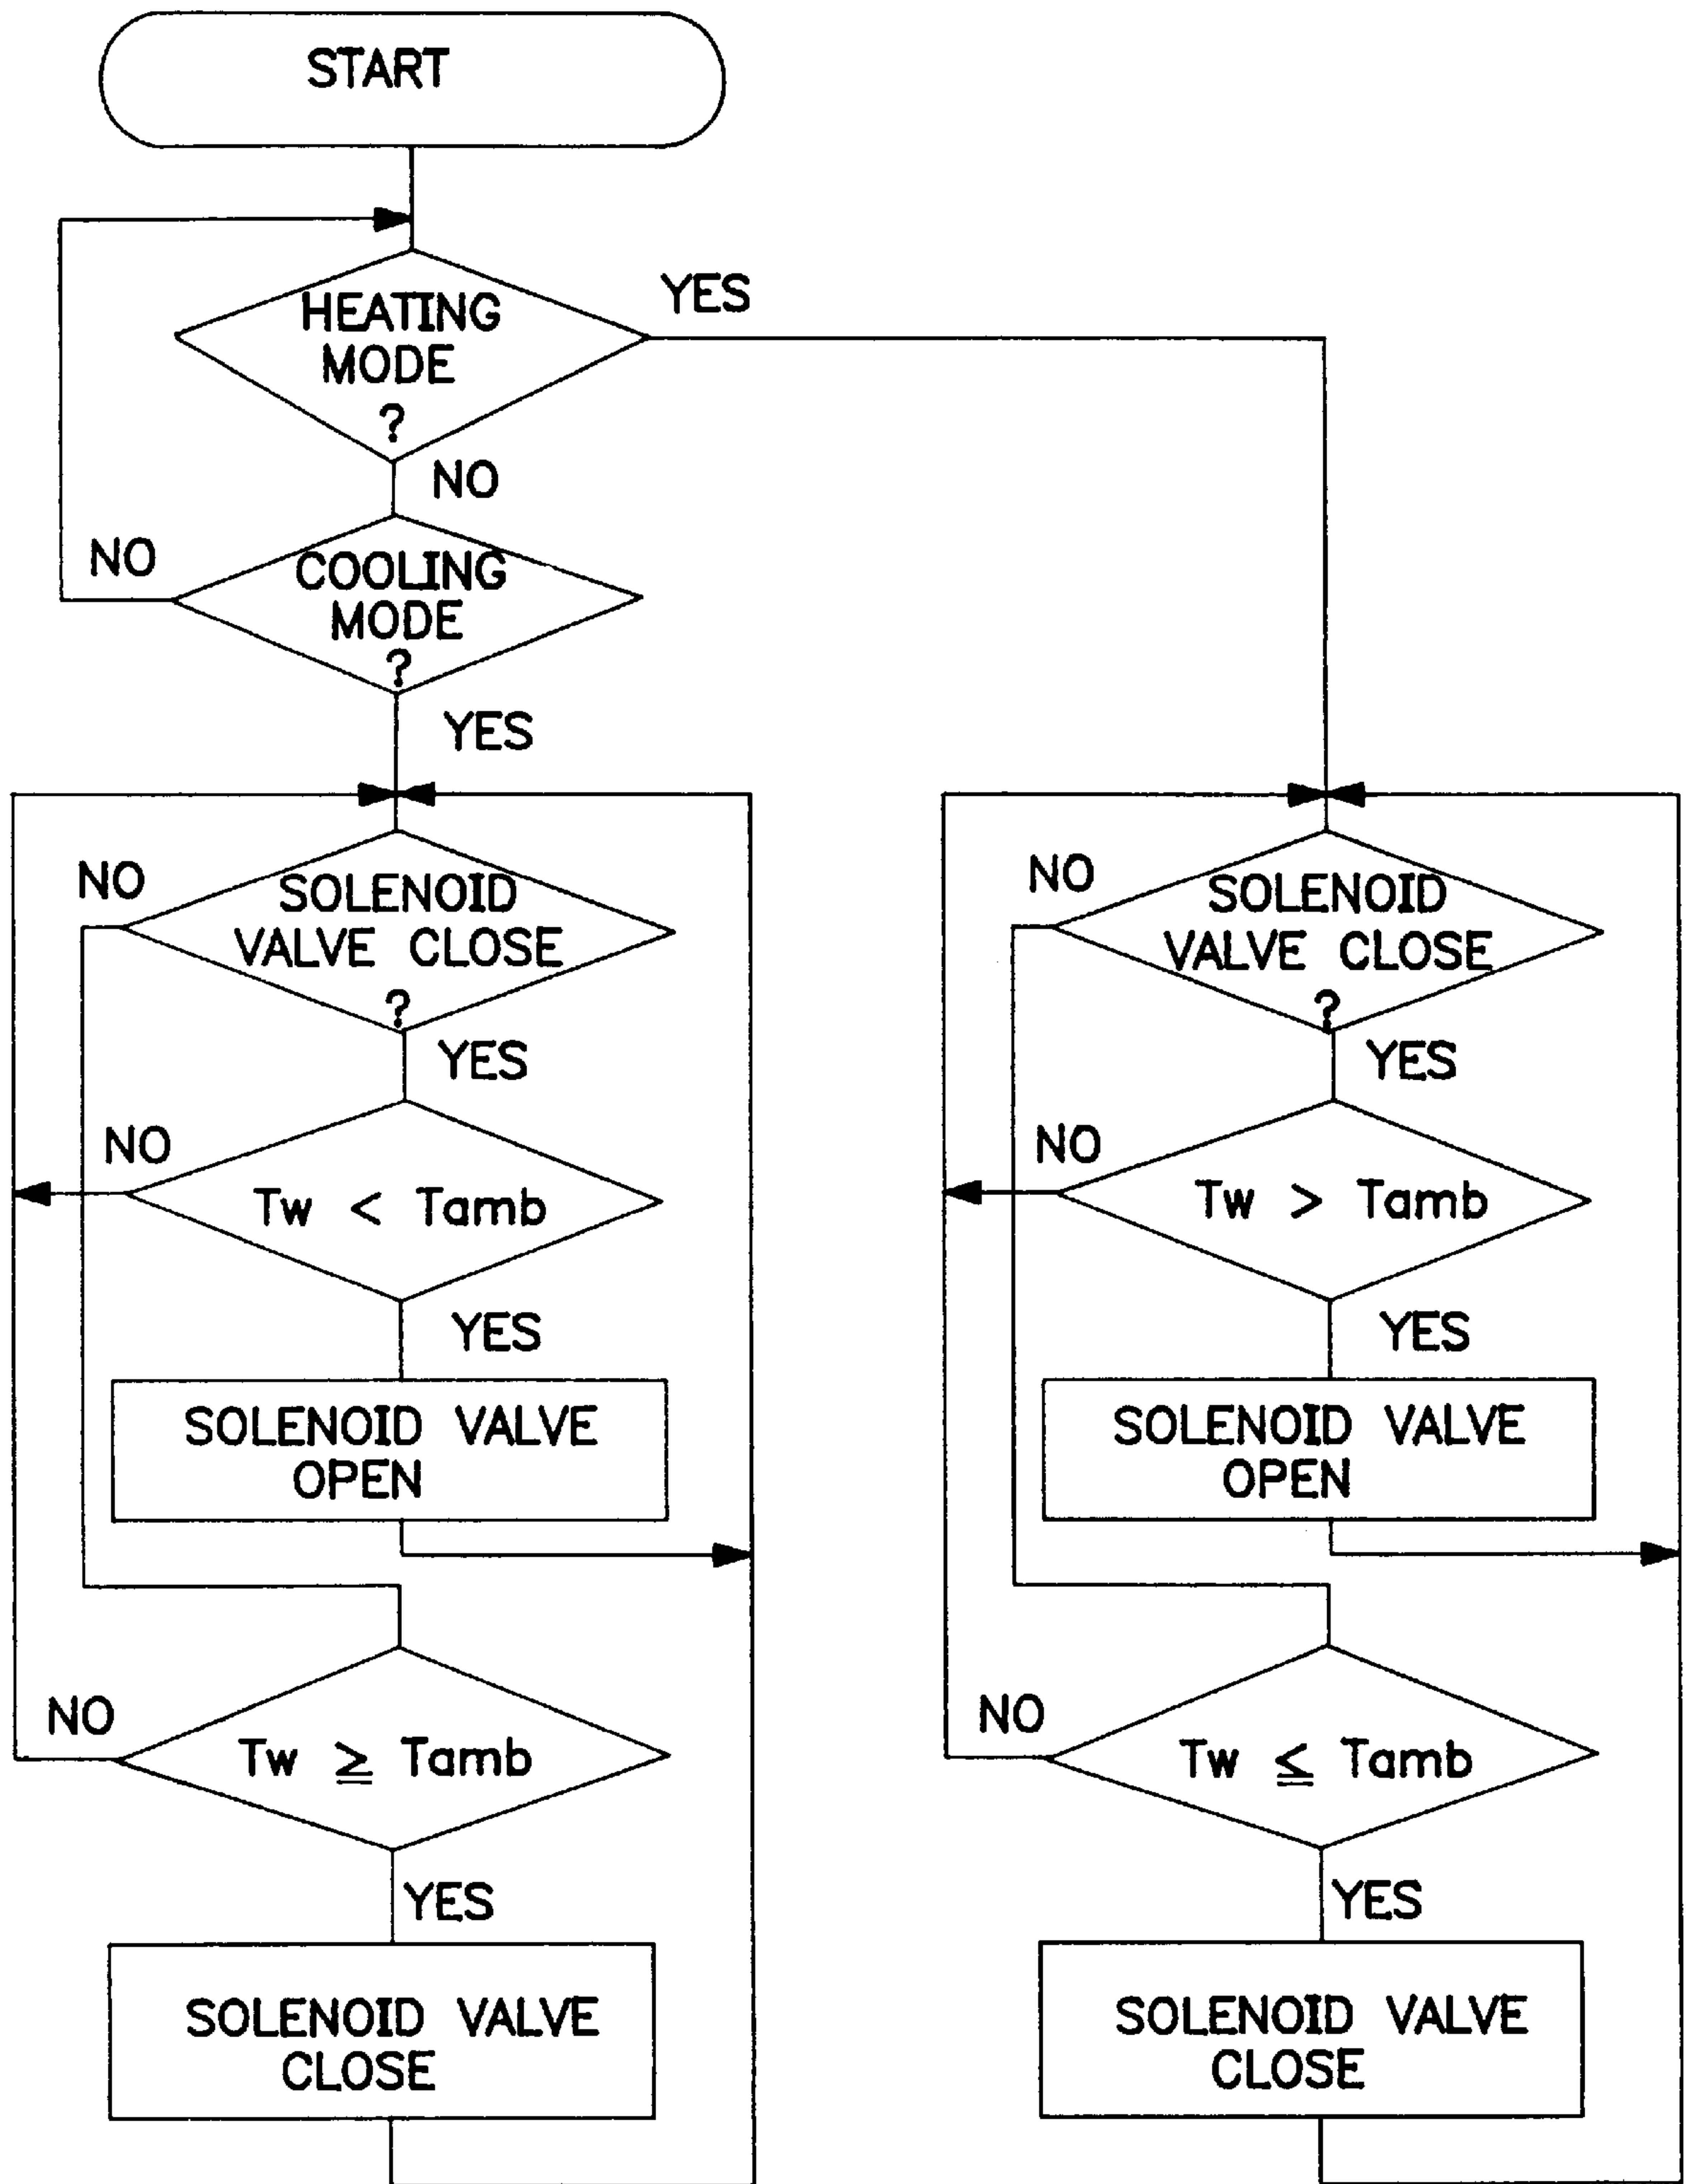 START
HEATING
MODE
?
YES
NO
NO
COOLING
MODE
?
YES
NO
SOLENOID
VALVE CLOSE
?
YES
NO
Tw < Tamb
YES
SOLENOID VALVE
OPEN
NO
Tw ≥ Tamb
YES
SOLENOID VALVE
CLOSE
NO
SOLENOID
VALVE CLOSE
?
YES
NO
Tw > Tamb
YES
SOLENOID VALVE
OPEN
NO
Tw ≤ Tamb
YES
SOLENOID VALVE
CLOSE